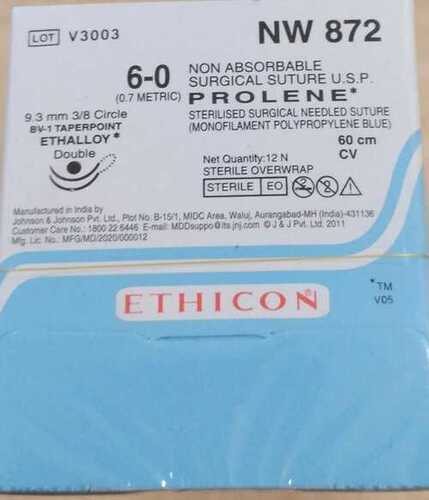 LOT V3003
NW 872
6-0
(0.7 METRIC)
NON ABSORBABLE
SURGICAL SUTURE U.S.P.
PROLENE*
9.3 mm 3/8 Circle
BV-1 TAPERPOINT
ETHALLOY*
Double
STERILISED SURGICAL NEEDLED SUTURE
(MONOFILAMENT POLYPROPYLENE BLUE)
60 cm
CV
Net Quantity:12 N
STERILE OVERWRAP
STERILE EO
Manufactured in India by
Johnson & Johnson Pvt. Ltd., Plot No. B-15/1, MIDC Area, Waluj, Aurangabad-MH (India)-431136
Customer Care No.: 1800 22 6446 E-mail: MDDsuppo@its.jnj.com © J & J Pvt. Ltd. 2011
Mfg. Lic. No.: MFG/MD/2020/000012
ETHICON
*TM
V05